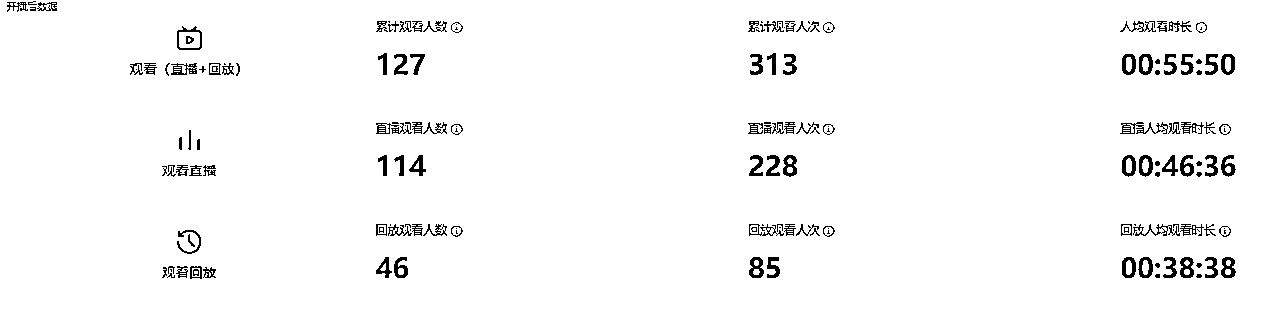 开播后数据
观看（直播+回放）
累计观看人数
127
累计观看人次
313
人均观看时长
00:55:50
观看直播
直播观看人数
114
直播观看人次
228
直播人均观看时长
00:46:36
观看回放
回放观看人数
46
回放观看人次
85
回放人均观看时长
00:38:38